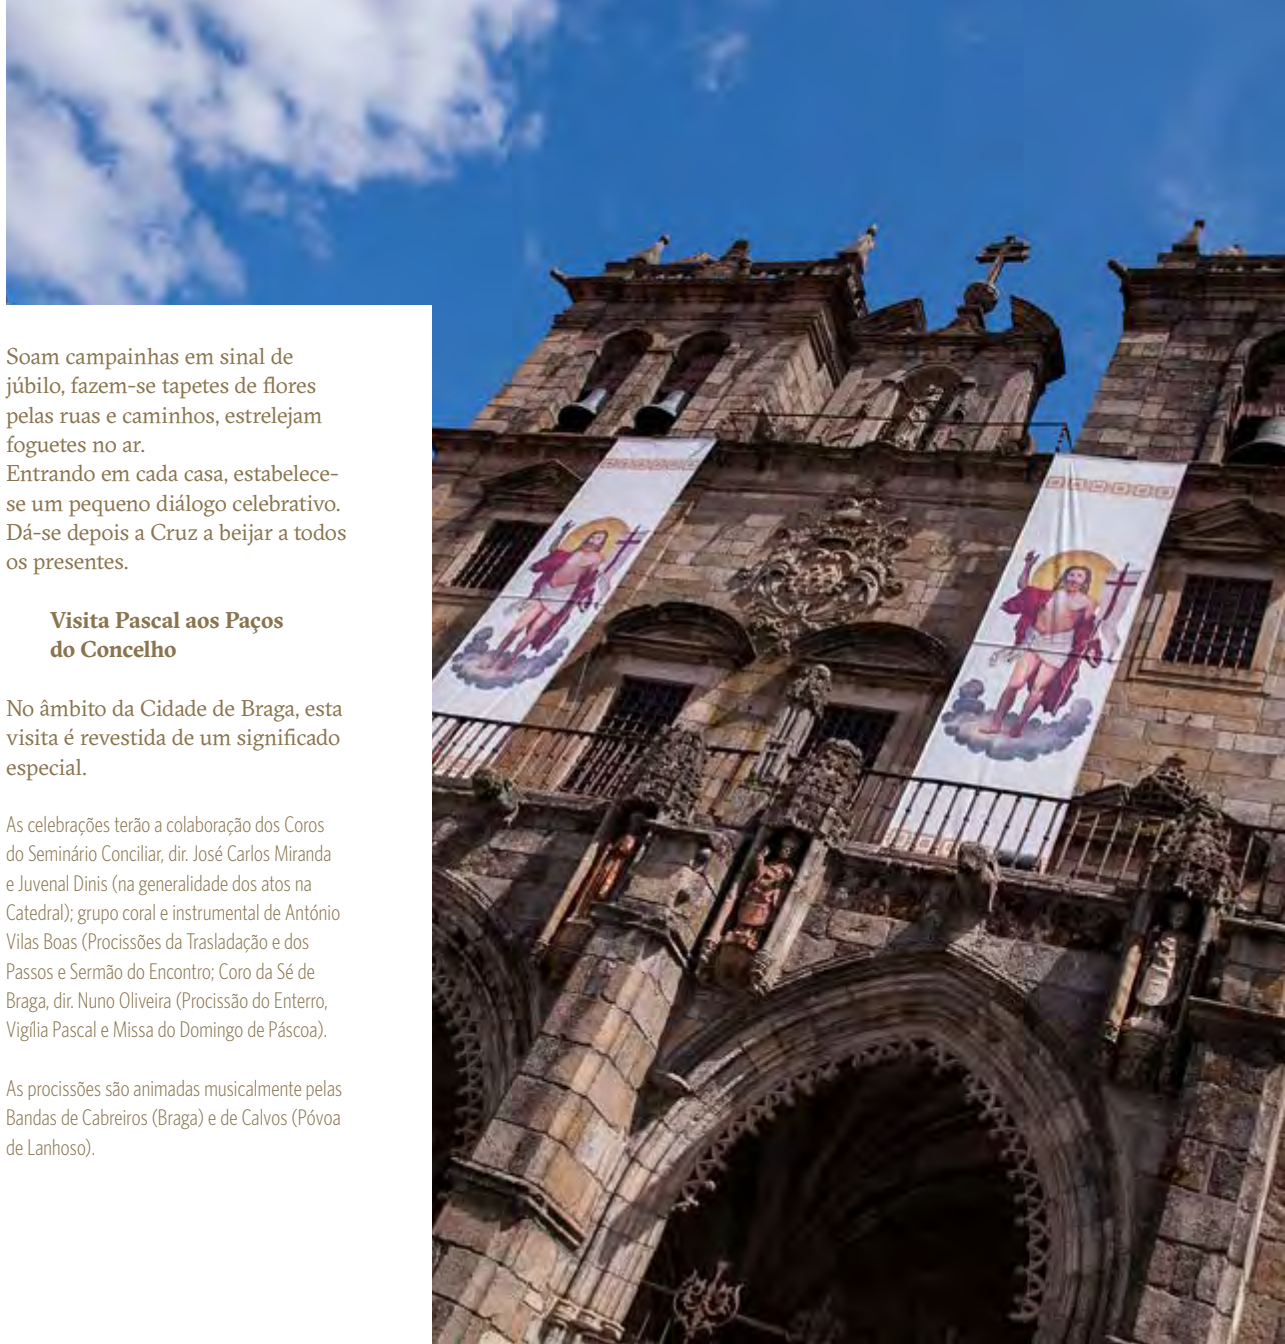 Soam campainhas em sinal de
júbilo, fazem-se tapetes de flores
pelas ruas e caminhos, estrelejam
foguetes no ar.
Entrando em cada casa, estabelece-
se um pequeno diálogo celebrativo.
Dá-se depois a Cruz a beijar a todos
os presentes.
Visita Pascal aos Paços
do Concelho
No âmbito da Cidade de Braga, esta
visita é revestida de um significado
especial.
As celebrações terão a colaboração dos Coros
do Seminário Conciliar, dir. José Carlos Miranda
e Juvenal Dinis (na generalidade dos atos na
Catedral); grupo coral e instrumental de António
Vilas Boas (Procissões da Trasladação e dos
Passos e Sermão do Encontro; Coro da Sé de
Braga, dir. Nuno Oliveira (Procissão do Enterro,
Vigília Pascal e Missa do Domingo de Páscoa).
As procissões são animadas musicalmente pelas
Bandas de Cabreiros (Braga) e de Calvos (Póvoa
de Lanhoso).